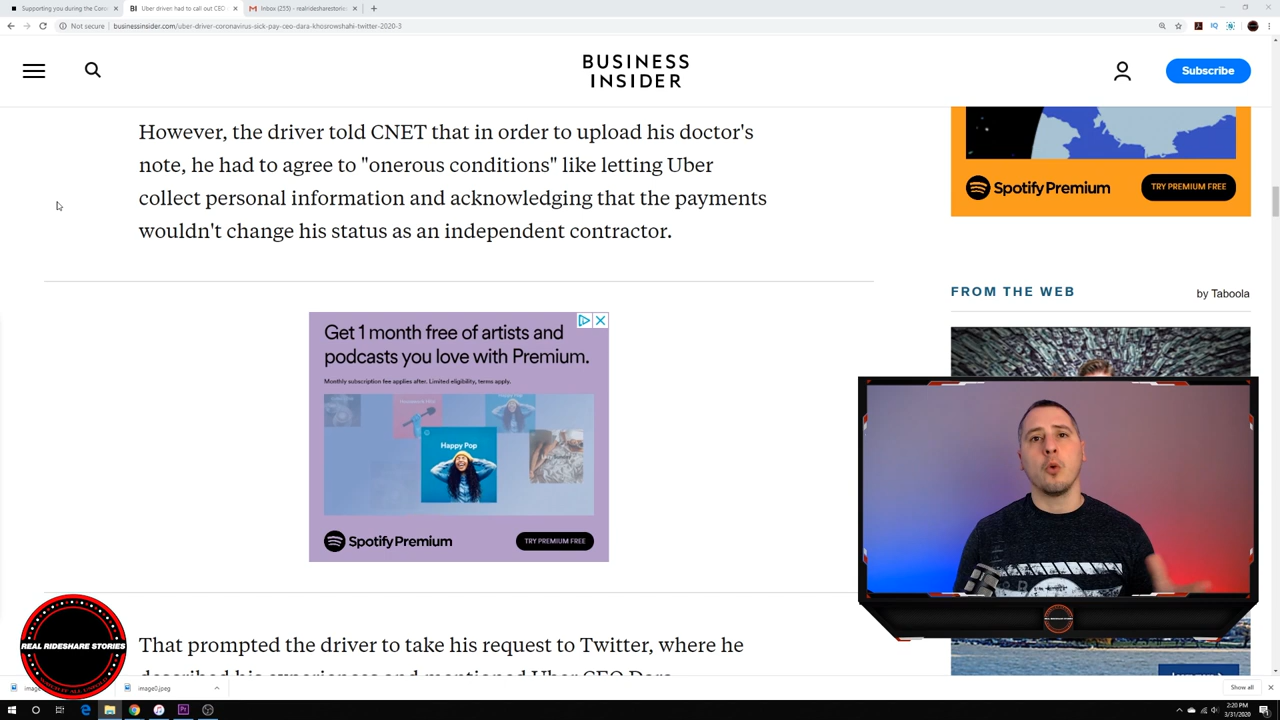 Supporting you during the Coron
Uber driver had to call out CEO
Inbox (255) - realridesharestories
Not secure
businessinsider.com/uber-driver-coronavirus-sick-pay-ceo-dara-khosrowshahi-twitter-2020-3
BUSINESS
INSIDER
Subscribe
However, the driver told CNET that in order to upload his doctor's
note, he had to agree to "onerous conditions" like letting Uber
collect personal information and acknowledging that the payments
wouldn't change his status as an independent contractor.
Spotify Premium
TRY PREMIUM FREE
FROM THE WEB
by Taboola
Get 1 month free of artists and
podcasts you love with Premium.
Monthly subscription fee applies after. Limited eligibility, terms apply.
Happy Pop
Spotify Premium
TRY PREMIUM FREE
REAL RIDESHARE STORIES
That prompted the driver to take his request to Twitter, where he
described his experiences and mentioned Uber CEO Dara
image0.jpeg
Show all
2:20 PM
3/31/2020